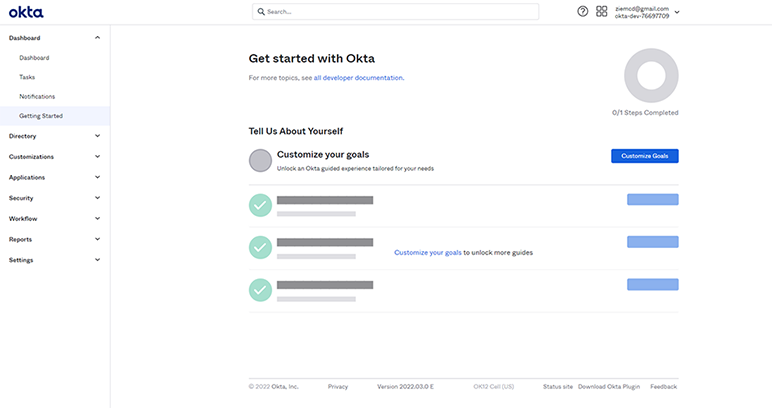 okta
Search...
ziemcd@gmail.com
okta-dev-76697709
Dashboard
Dashboard
Tasks
Notifications
Getting Started
Directory
Customizations
Applications
Security
Workflow
Reports
Settings
Get started with Okta
For more topics, see all developer documentation.
0/1 Steps Completed
Tell Us About Yourself
Customize your goals
Unlock an Okta guided experience tailored for your needs
Customize Goals
Customize your goals to unlock more guides
© 2022 Okta, Inc. Privacy Version 2022.03.0 E OK12 Cell (US) Status site Download Okta Plugin Feedback